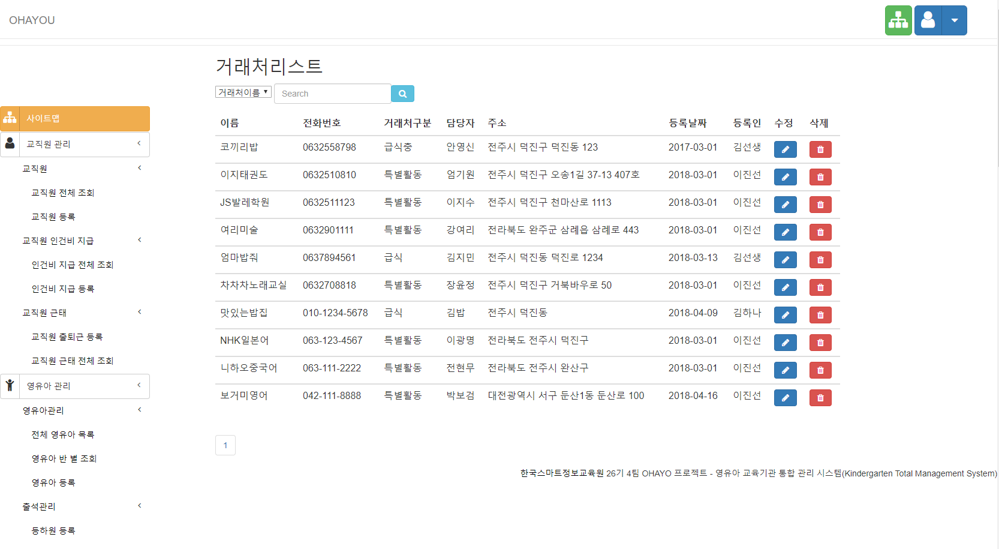 OHAYOU
사이트맵
교직원 관리
교직원
교직원 전체 조회
교직원 등록
교직원 인건비 지급
인건비 지급 전체 조회
인건비 지급 등록
교직원 근태
교직원 출퇴근 등록
교직원 근태 전체 조회
영유아 관리
영유아관리
전체 영유아 목록
영유아 반 별 조회
영유아 등록
출석관리
등하원 등록
거래처리스트
거래처이름 Search
이름 전화번호 거래처구분 담당자 주소 등록날짜 등록인 수정 삭제
코끼리밥 0632558798 급식충 안영신 전주시 덕진구 덕진동 123 2017-03-01 김선생
이지태권도 0632510810 특별활동 엄기원 전주시 덕진구 오송1길 37-13 407호 2018-03-01 이진선
JS발레학원 0632511123 특별활동 이지수 전주시 덕진구 천마산로 1113 2018-03-01 이진선
여리미술 0632901111 특별활동 강여리 전라북도 완주군 삼례읍 삼례로 443 2018-03-01 이진선
엄마밥줘 0637894561 급식 김지민 전주시 덕진동 덕진로 1234 2018-03-13 김선생
차차차노래교실 0632708818 특별활동 장윤정 전주시 덕진구 거북바우로 50 2018-03-01 이진선
맛있는밥집 010-1234-5678 급식 김밥 전주시 덕진동 2018-04-09 김하나
NHK일본어 063-123-4567 특별활동 이광명 전라북도 전주시 덕진구 2018-03-01 이진선
니하오중국어 063-111-2222 특별활동 전현무 전라북도 전주시 완산구 2018-03-01 이진선
보거미영어 042-111-8888 특별활동 박보검 대전광역시 서구 둔산1동 둔산로 100 2018-04-16 이진선
1
한국스마트정보교육원 26기 4팀 OHAYO 프로젝트 - 영유아 교육기관 통합 관리 시스템(Kindergarten Total Management System)